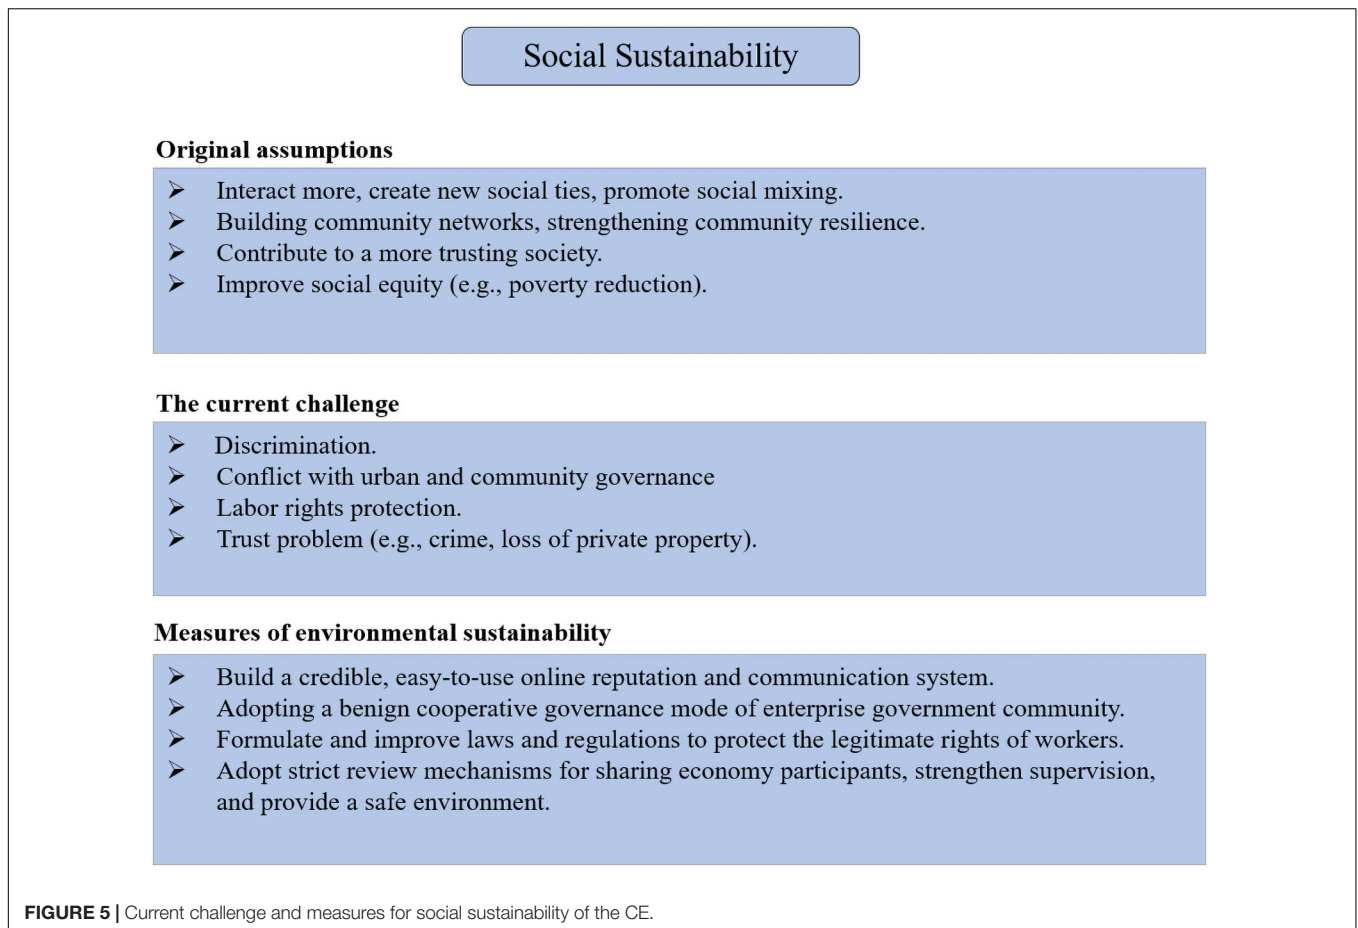 Social Sustainability
Original assumptions
➢ Interact more, create new social ties, promote social mixing.
➢ Building community networks, strengthening community resilience.
➢ Contribute to a more trusting society.
➢ Improve social equity (e.g., poverty reduction).
The current challenge
➢ Discrimination.
➢ Conflict with urban and community governance
➢ Labor rights protection.
➢ Trust problem (e.g., crime, loss of private property).
Measures of environmental sustainability
➢ Build a credible, easy-to-use online reputation and communication system.
➢ Adopting a benign cooperative governance mode of enterprise government community.
➢ Formulate and improve laws and regulations to protect the legitimate rights of workers.
➢ Adopt strict review mechanisms for sharing economy participants, strengthen supervision,
and provide a safe environment.
FIGURE 5 | Current challenge and measures for social sustainability of the CE.